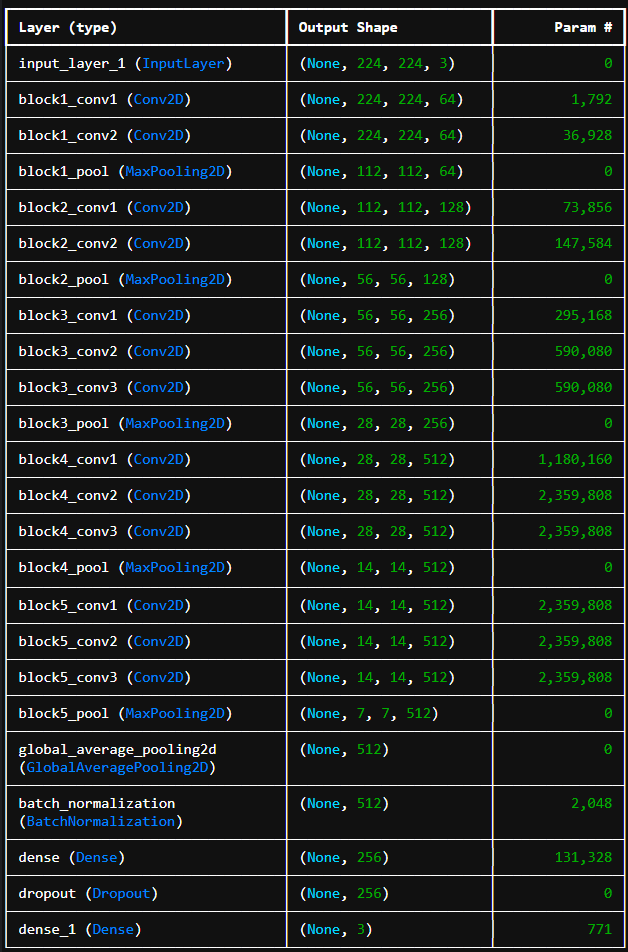 Layer (type) Output Shape Param #
input_layer_1 (InputLayer) (None, 224, 224, 3) 0
block1_conv1 (Conv2D) (None, 224, 224, 64) 1,792
block1_conv2 (Conv2D) (None, 224, 224, 64) 36,928
block1_pool (MaxPooling2D) (None, 112, 112, 64) 0
block2_conv1 (Conv2D) (None, 112, 112, 128) 73,856
block2_conv2 (Conv2D) (None, 112, 112, 128) 147,584
block2_pool (MaxPooling2D) (None, 56, 56, 128) 0
block3_conv1 (Conv2D) (None, 56, 56, 256) 295,168
block3_conv2 (Conv2D) (None, 56, 56, 256) 590,080
block3_conv3 (Conv2D) (None, 56, 56, 256) 590,080
block3_pool (MaxPooling2D) (None, 28, 28, 256) 0
block4_conv1 (Conv2D) (None, 28, 28, 512) 1,180,160
block4_conv2 (Conv2D) (None, 28, 28, 512) 2,359,808
block4_conv3 (Conv2D) (None, 28, 28, 512) 2,359,808
block4_pool (MaxPooling2D) (None, 14, 14, 512) 0
block5_conv1 (Conv2D) (None, 14, 14, 512) 2,359,808
block5_conv2 (Conv2D) (None, 14, 14, 512) 2,359,808
block5_conv3 (Conv2D) (None, 14, 14, 512) 2,359,808
block5_pool (MaxPooling2D) (None, 7, 7, 512) 0
global_average_pooling2d (None, 512) 0
(GlobalAveragePooling2D)
batch_normalization (None, 512) 2,048
(BatchNormalization)
dense (Dense) (None, 256) 131,328
dropout (Dropout) (None, 256) 0
dense_1 (Dense) (None, 3) 771